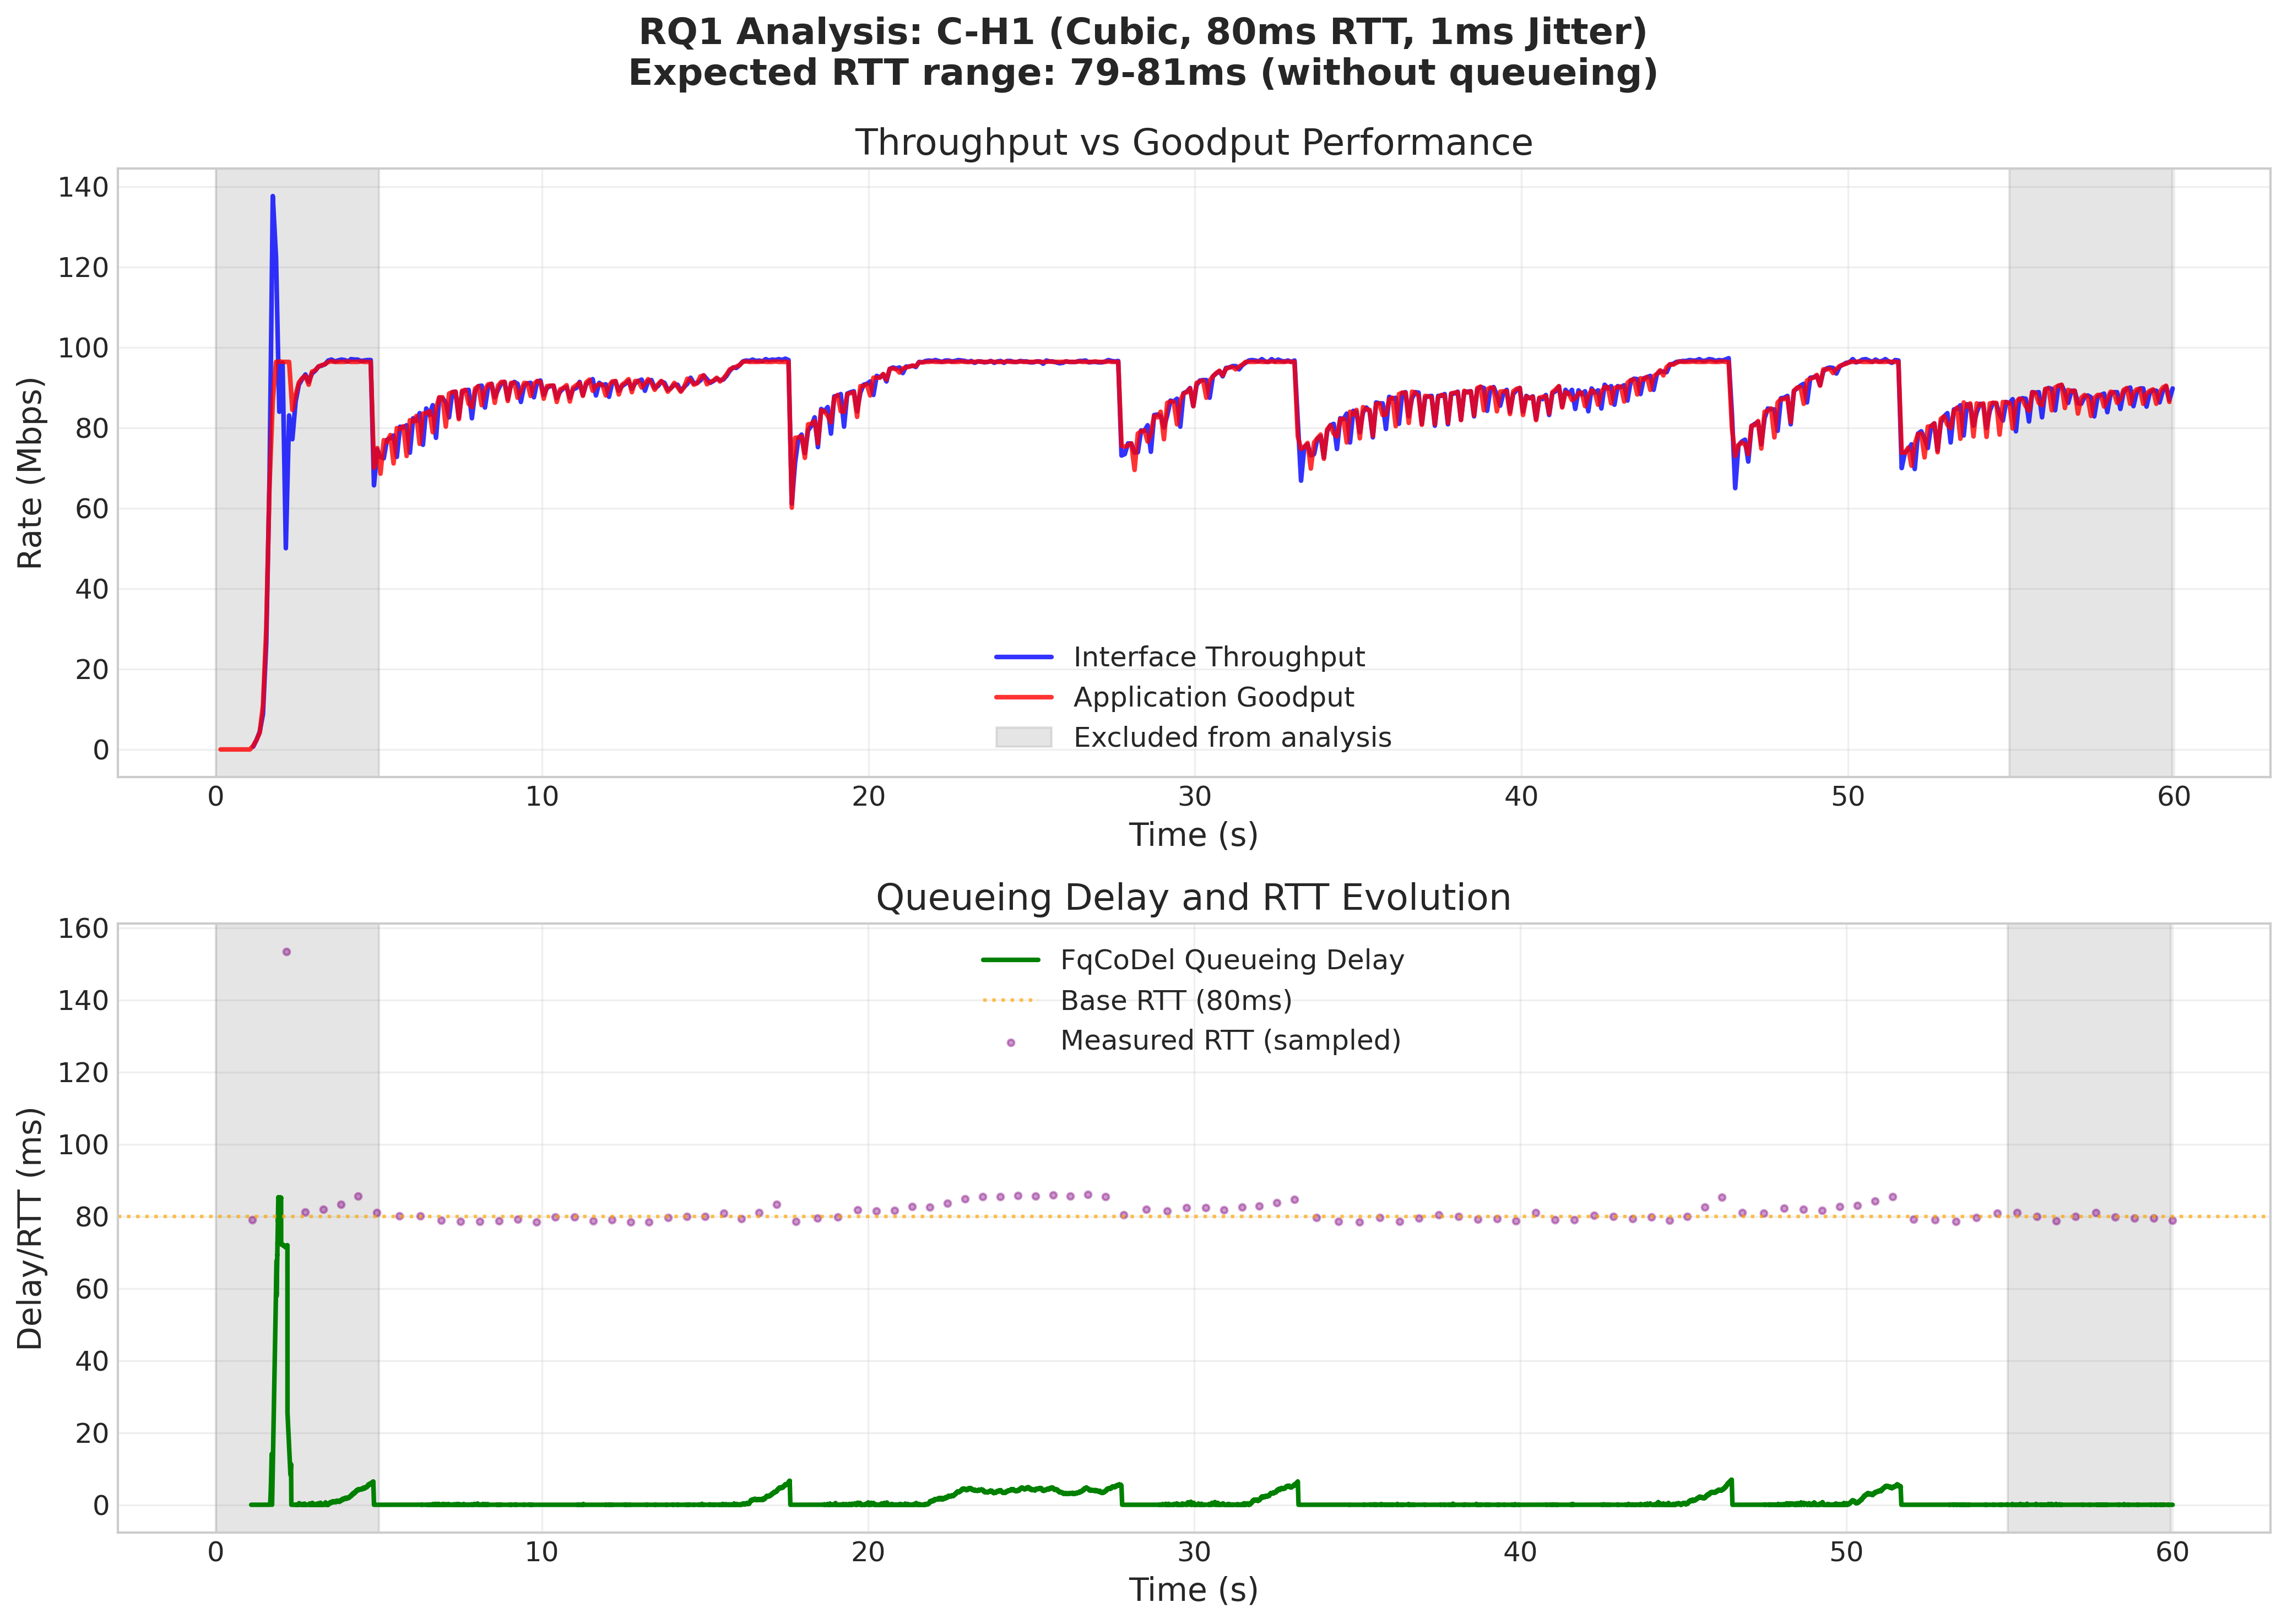 RQ1 Analysis: C-H1 (Cubic, 80ms RTT, 1ms Jitter)
Expected RTT range: 79-81ms (without queueing)
Throughput vs Goodput Performance
Rate (Mbps)
140
120
100
80
60
40
20
0
Interface Throughput
Application Goodput
Excluded from analysis
0 10 20 30 40 50 60
Time (s)
Queueing Delay and RTT Evolution
Delay/RTT (ms)
160
140
120
100
80
60
40
20
0
FqCoDel Queueing Delay
Base RTT (80ms)
Measured RTT (sampled)
0 10 20 30 40 50 60
Time (s)